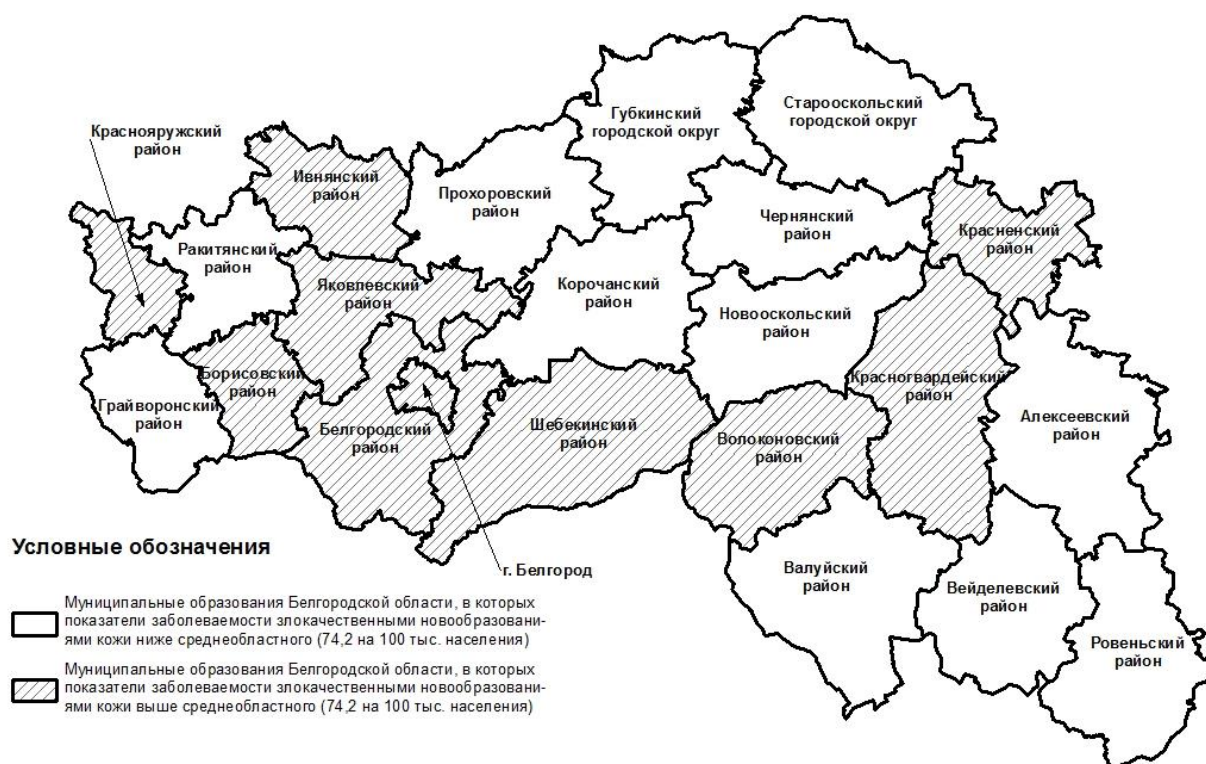 Губкинский
городской округ
Старооскольский
городской округ
Краснояружский
район
Ивнянский
район
Прохоровский
район
Чернянский
район
Красненский
район
Ракитянский
район
Яковлевский
район
Корочанский
район
Новооскольский
район
Борисовский
район
Красногвардейский
район
Грайворонский
район
Белгородский
район
Шебекинский
район
Волоконовский
район
Алексеевский
район
г. Белгород
Валуйский
район
Вейделевский
район
Ровеньский
район
Условные обозначения
Муниципальные образования Белгородской области, в которых
показатели заболеваемости злокачественными новообразовани-
ями кожи ниже среднеобластного (74,2 на 100 тыс. населения)
Муниципальные образования Белгородской области, в которых
показатели заболеваемости злокачественными новообразовани-
ями кожи выше среднеобластного (74,2 на 100 тыс. населения)